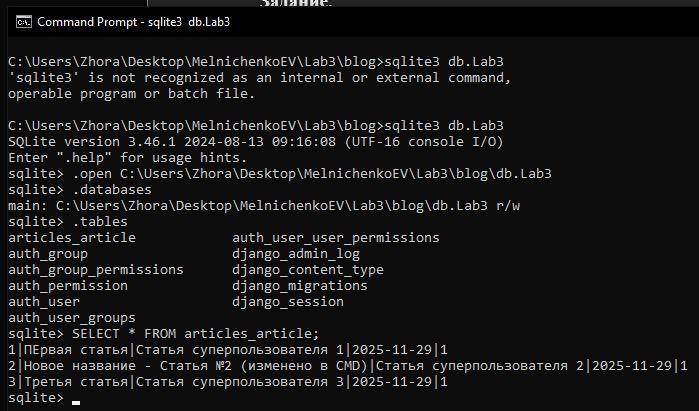 Задание.
Command Prompt - sqlite3 db.Lab3
C:\Users\Zhora\Desktop\MelnichenkoEV\Lab3\blog>sqlite3 db.Lab3
'sqlite3' is not recognized as an internal or external command,
operable program or batch file.
C:\Users\Zhora\Desktop\MelnichenkoEV\Lab3\blog>sqlite3 db.Lab3
SQLite version 3.46.1 2024-08-13 09:16:08 (UTF-16 console I/O)
Enter ".help" for usage hints.
sqlite> .open C:\Users\Zhora\Desktop\MelnichenkoEV\Lab3\blog\db.Lab3
sqlite> .databases
main: C:\Users\Zhora\Desktop\MelnichenkoEV\Lab3\blog\db.Lab3 r/w
sqlite> .tables
articles_article auth_user_user_permissions
auth_group django_admin_log
auth_group_permissions django_content_type
auth_permission django_migrations
auth_user django_session
auth_user_groups
sqlite> SELECT * FROM articles_article;
1|ПЕрвая статья|Статья суперпользователя 1|2025-11-29|1
2|Новое название - Статья №2 (изменено в CMD)|Статья суперпользователя 2|2025-11-29|1
3|Третья статья|Статья суперпользователя 3|2025-11-29|1
sqlite>